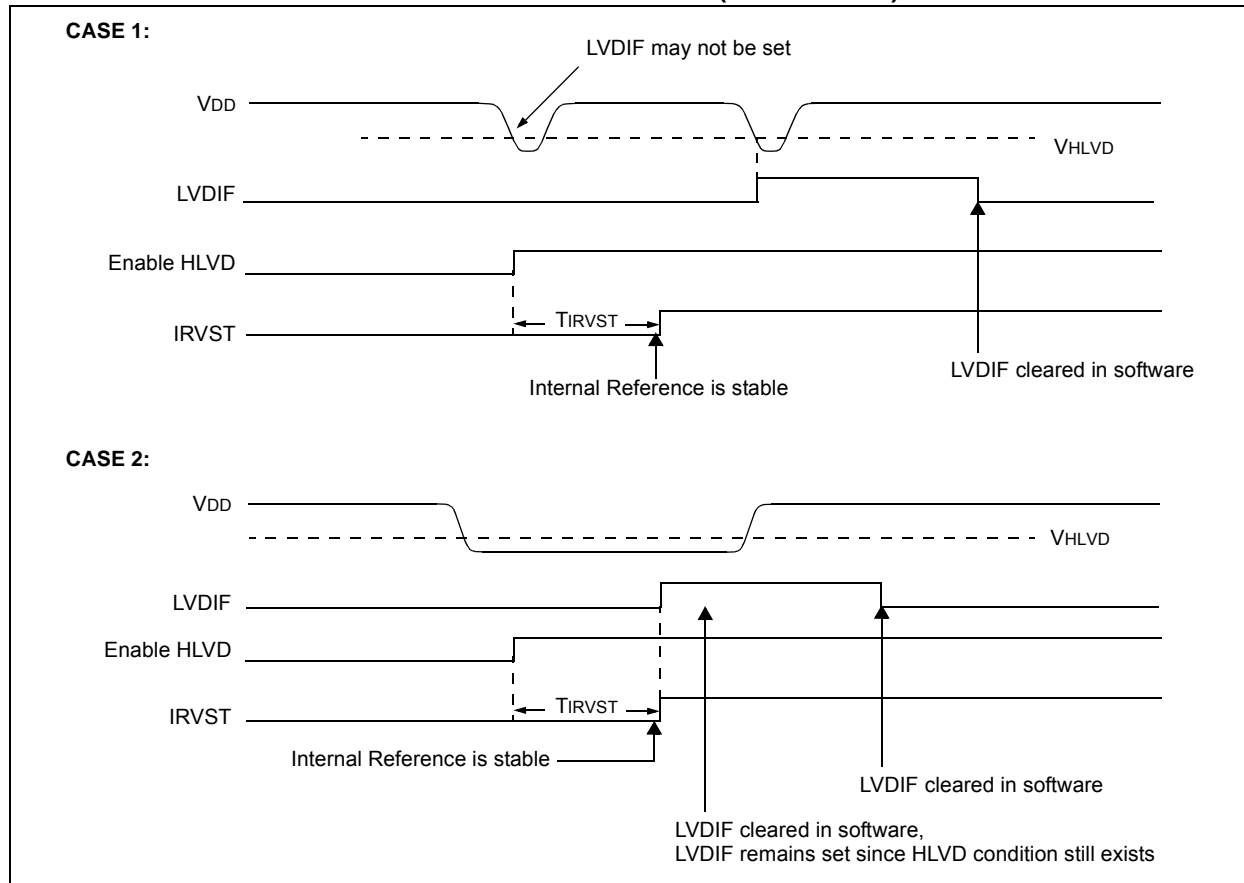 CASE 1:
LVDIF may not be set
VDD
VHLVD
LVDIF
Enable HLVD
TIRVST
IRVST
Internal Reference is stable
LVDIF cleared in software
CASE 2:
VDD
VHLVD
LVDIF
Enable HLVD
TIRVST
IRVST
Internal Reference is stable
LVDIF cleared in software
LVDIF cleared in software,
LVDIF remains set since HLVD condition still exists